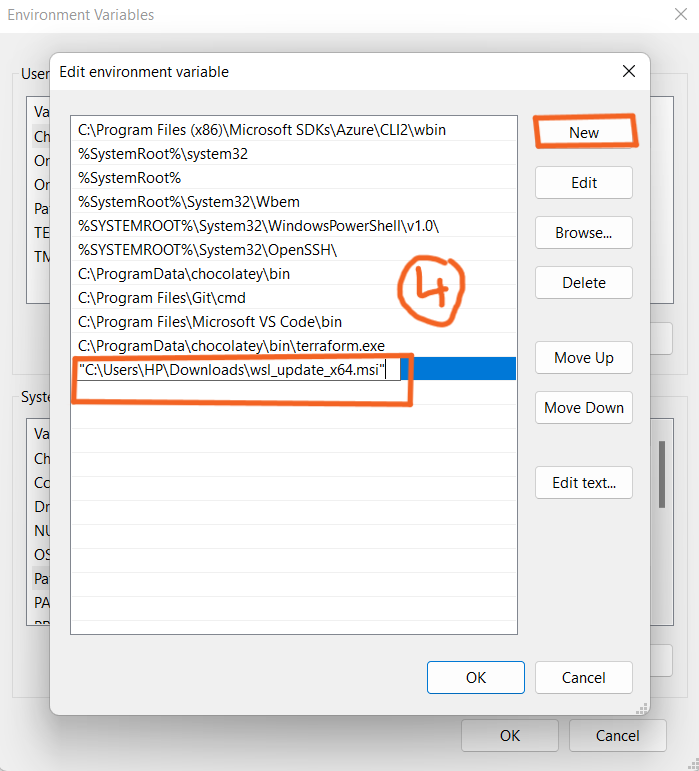 Environment Variables
User
Edit environment variable
Va
Ch
On
On
Pa
TE
TM
C:\Program Files (x86)\Microsoft SDKs\Azure\CLI2\wbin
%SystemRoot%\system32
%SystemRoot%
%SystemRoot%\System32\Wbem
%SYSTEMROOT%\System32\WindowsPowerShell\v1.0\
%SYSTEMROOT%\System32\OpenSSH\
C:\ProgramData\chocolatey\bin
C:\Program Files\Git\cmd
C:\Program Files\Microsoft VS Code\bin
C:\ProgramData\chocolatey\bin\terraform.exe
"C:\Users\HP\Downloads\wsl_update_x64.msi"
4
New
Edit
Browse...
Delete
Move Up
Move Down
Edit text...
Syste
Va
Ch
Co
Dr
NU
OS
Pa
PA
OK
Cancel
OK
Cancel